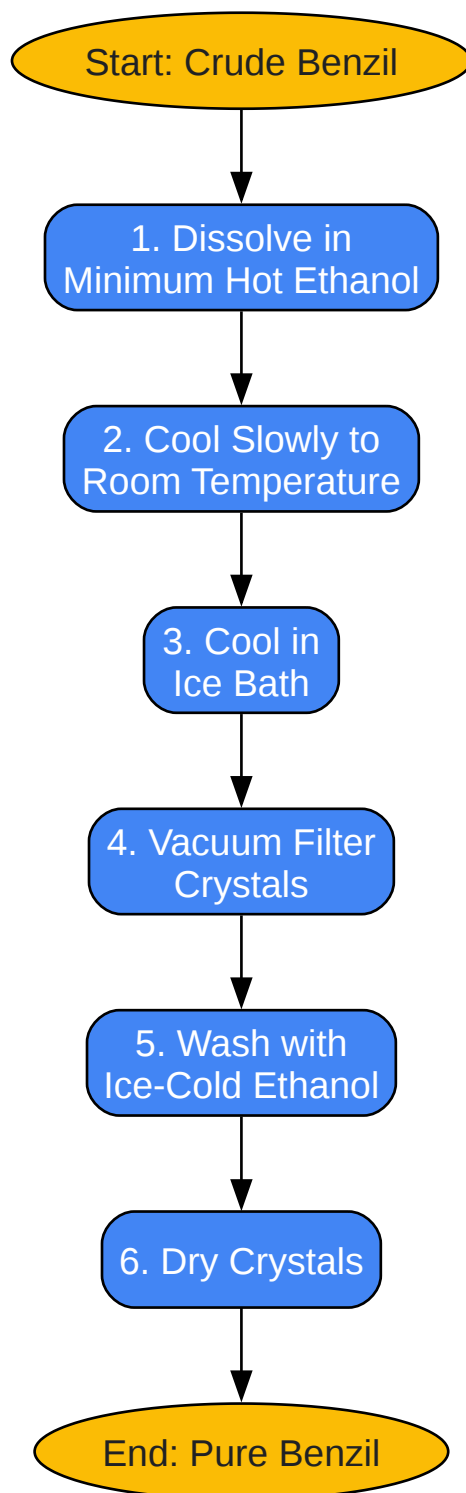 Start: Crude Benzil
1. Dissolve in
Minimum Hot Ethanol
2. Cool Slowly to
Room Temperature
3. Cool in
Ice Bath
4. Vacuum Filter
Crystals
5. Wash with
Ice-Cold Ethanol
6. Dry Crystals
End: Pure Benzil